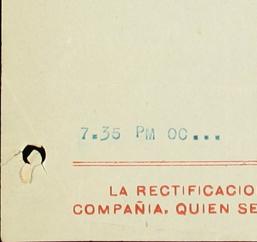 7.35 PM OC...
LA RECTIFICACIO
COMPAÑIA. QUIEN SE